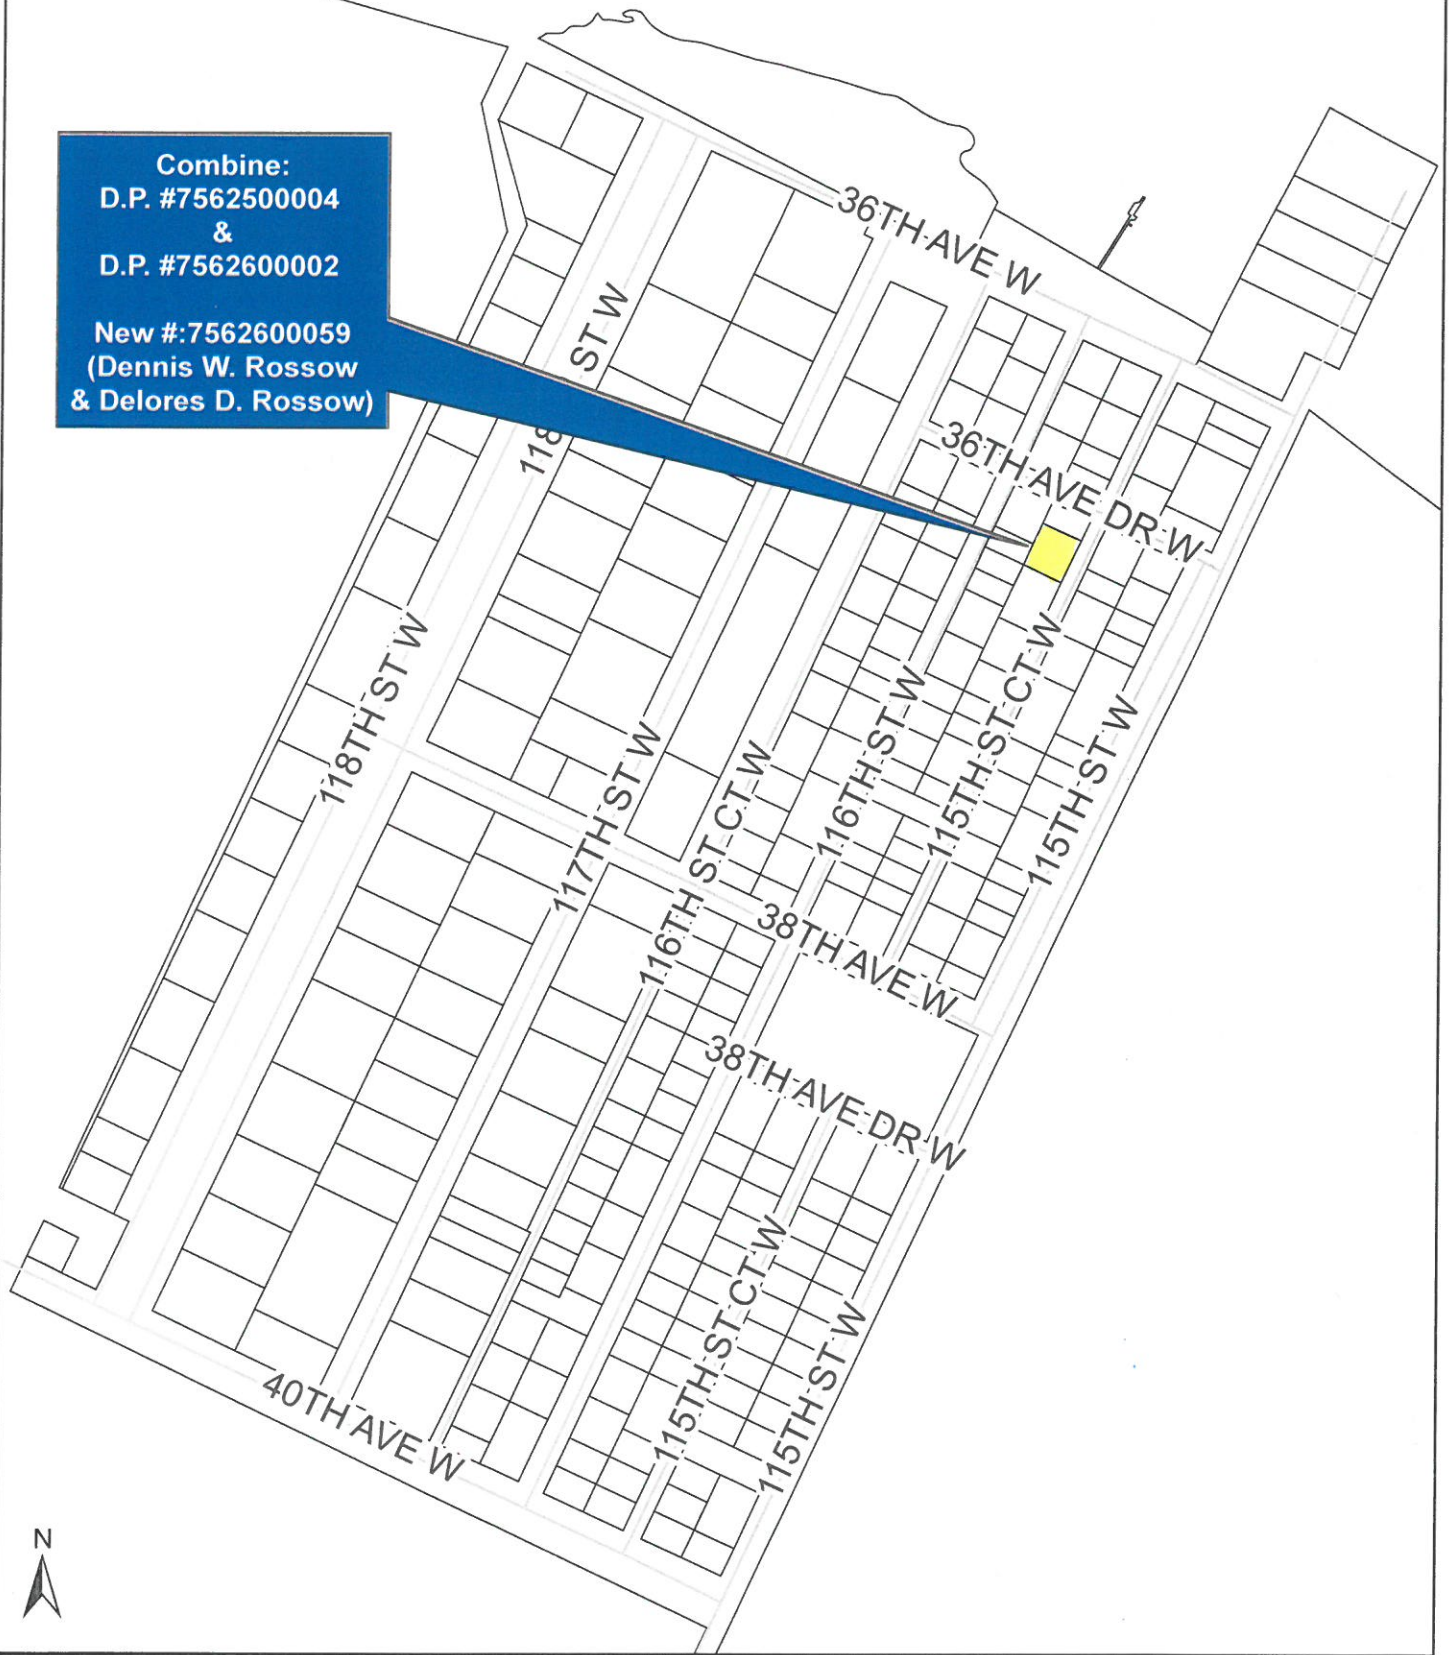 Combine:
D.P. #7562500004
&
D.P. #7562600002
New #:7562600059
(Dennis W. Rossow
& Delores D. Rossow)
36TH AVE W
118 ST W
36TH AVE DR W
118TH ST W
117TH ST W
116TH ST CT W
116TH ST W
115TH ST CT W
115TH ST W
38TH AVE W
38TH AVE DR W
115TH ST CT W
115TH ST W
40TH AVE W
N